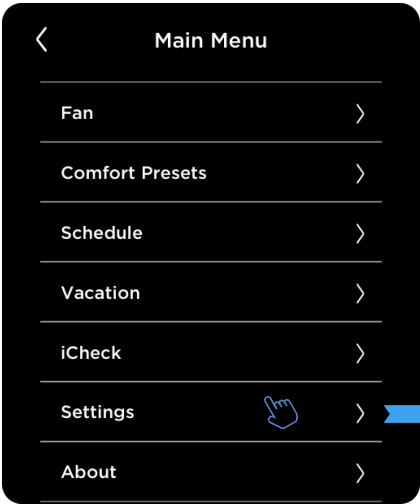 Main Menu
Fan
Comfort Presets
Schedule
Vacation
iCheck
Settings
About